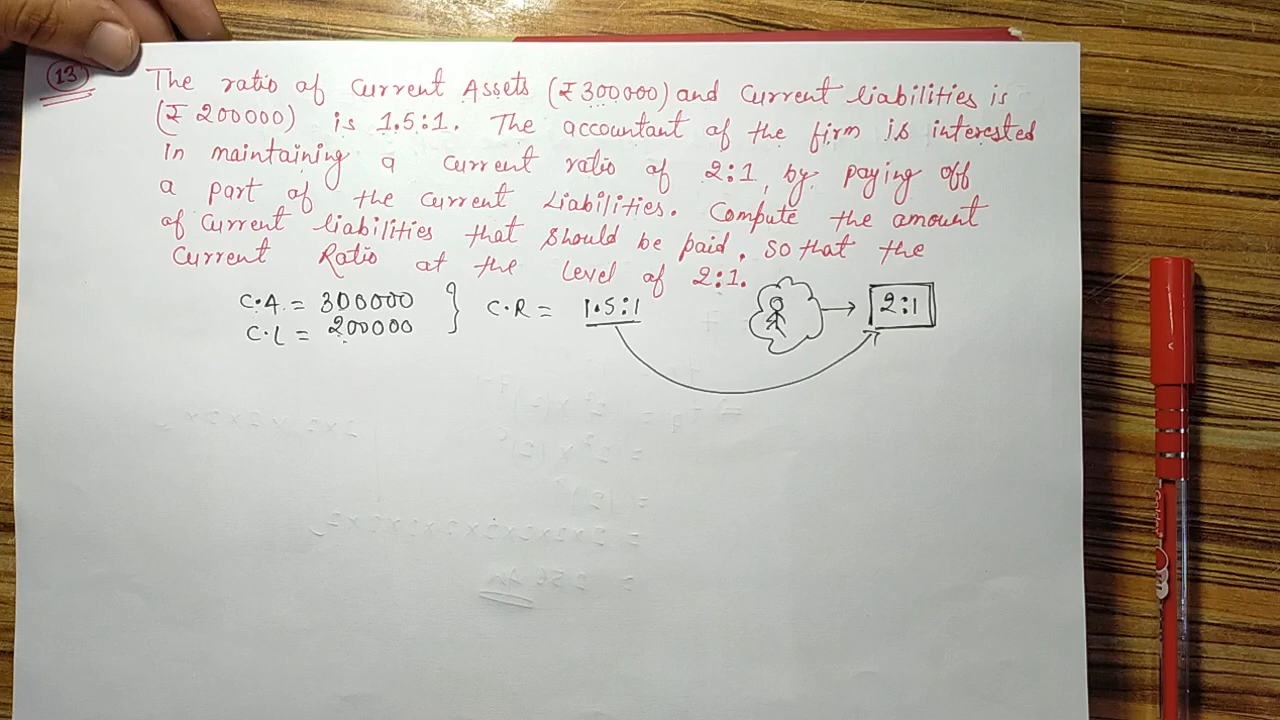 13
The ratio of Current Assets (₹ 300000) and Current liabilities is
(₹ 200000) is 1.5:1. The accountant of the firm is interested
in maintaining a current ratio of 2:1, by paying off
a part of the Current Liabilities. Compute the amount
of Current liabilities that should be paid, so that the
Current Ratio at the level of 2:1.
C.A. = 300000
C.L = 200000
} C.R = 1.5:1
→ 2:1